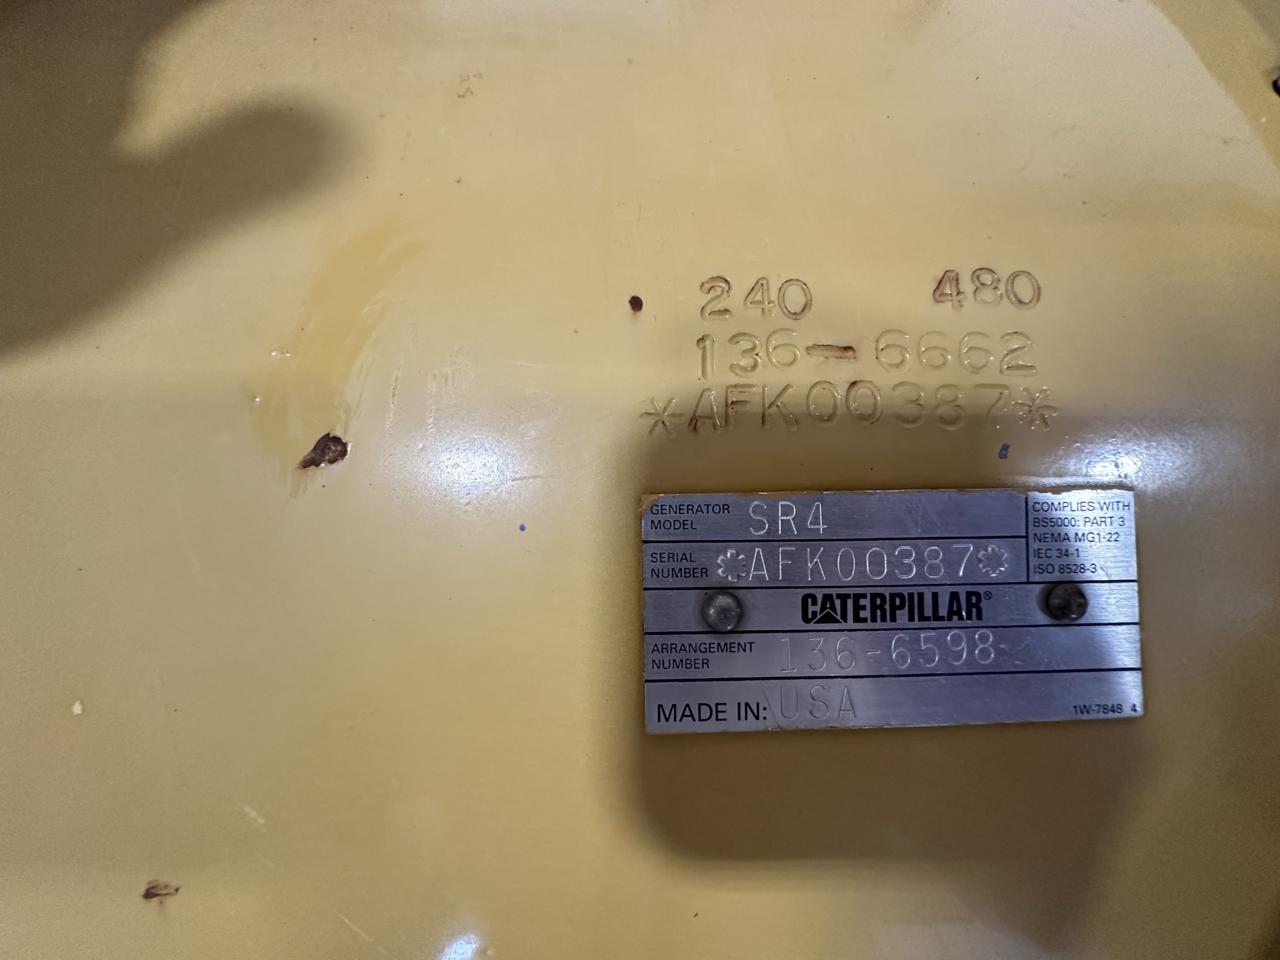 240 480
136-6662
*AFK00387*
GENERATOR MODEL SR4
COMPLIES WITH
BS5000: PART 3
NEMA MG1-22
IEC 34-1
ISO 8528-3
SERIAL NUMBER *AFK00387*
CATERPILLAR®
ARRANGEMENT NUMBER 136-6598
MADE IN: USA
1W-7848 4